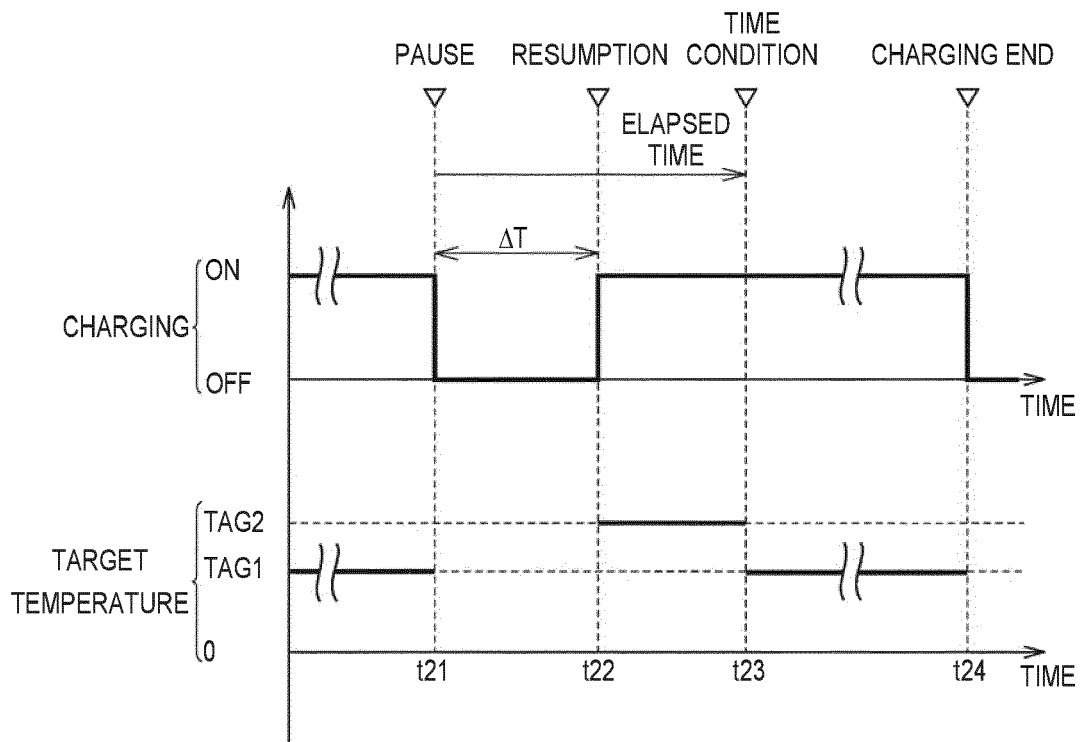 TIME
PAUSE RESUMPTION CONDITION CHARGING END
ELAPSED
TIME
ΔT
ON
CHARGING
OFF
TIME
TAG2
TARGET
TAG1
TEMPERATURE
0
t21 t22 t23 t24 TIME